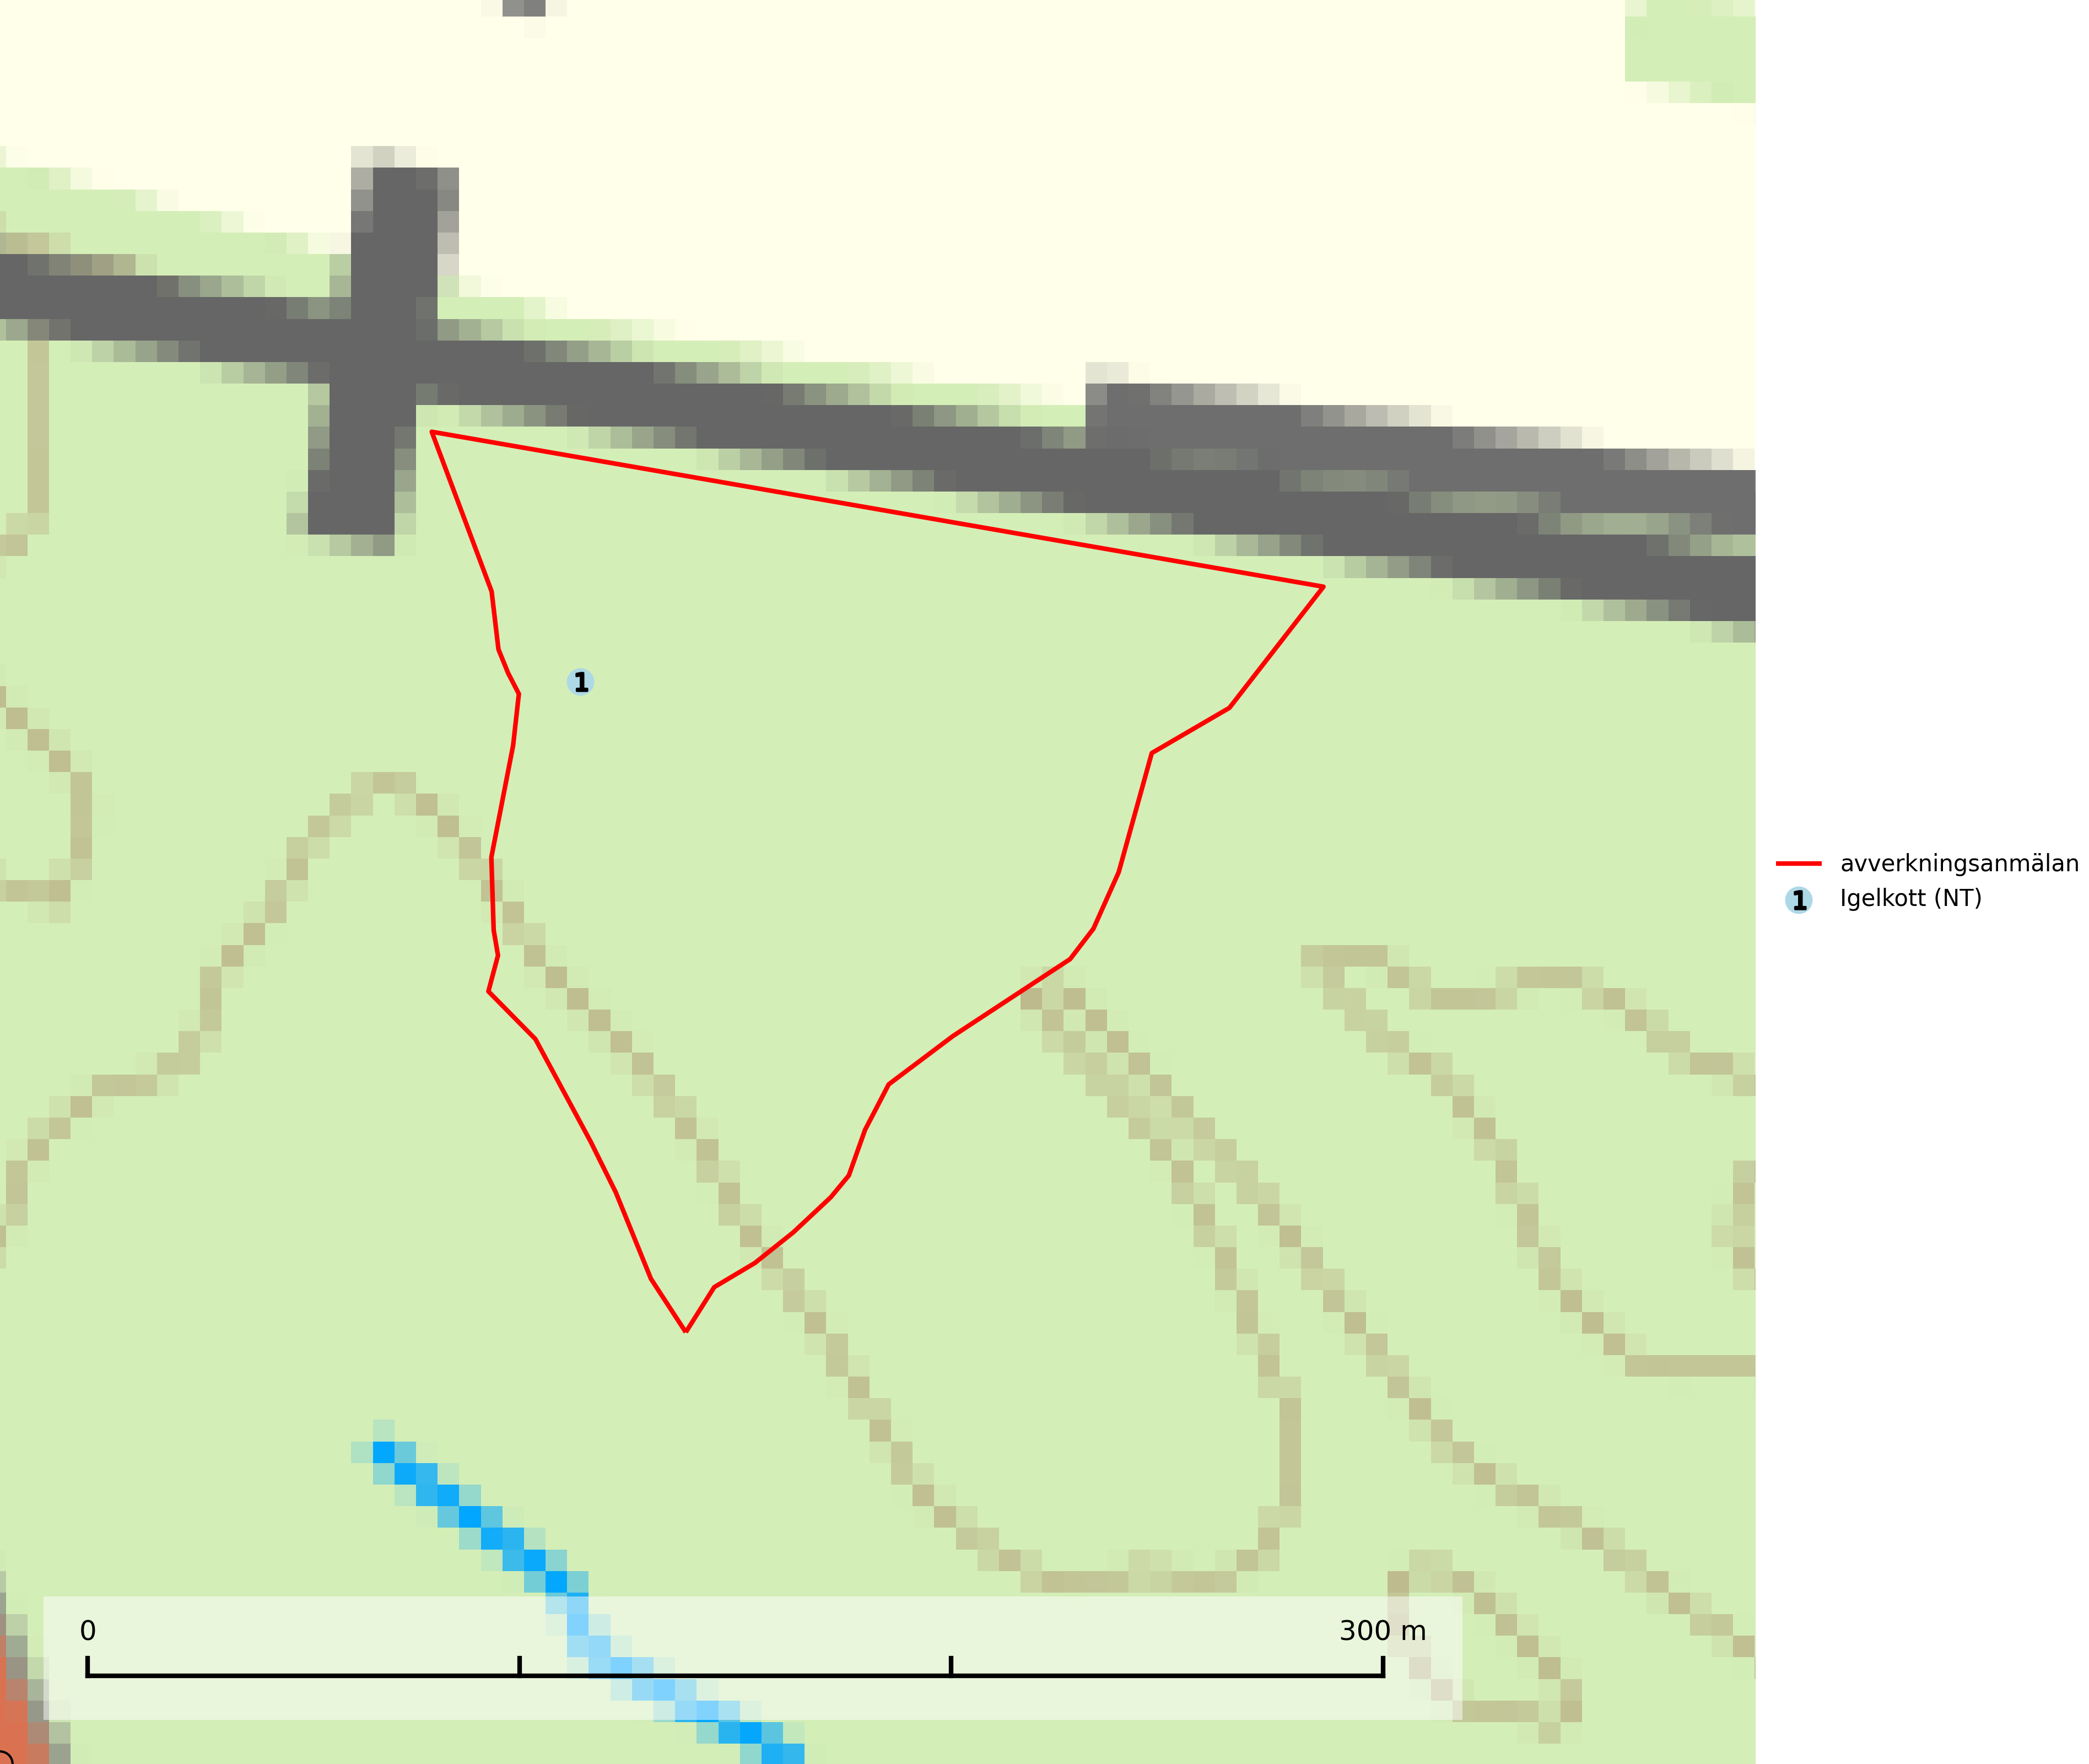 1
avverkningsanmälan
1 Igelkott (NT)
0 300 m